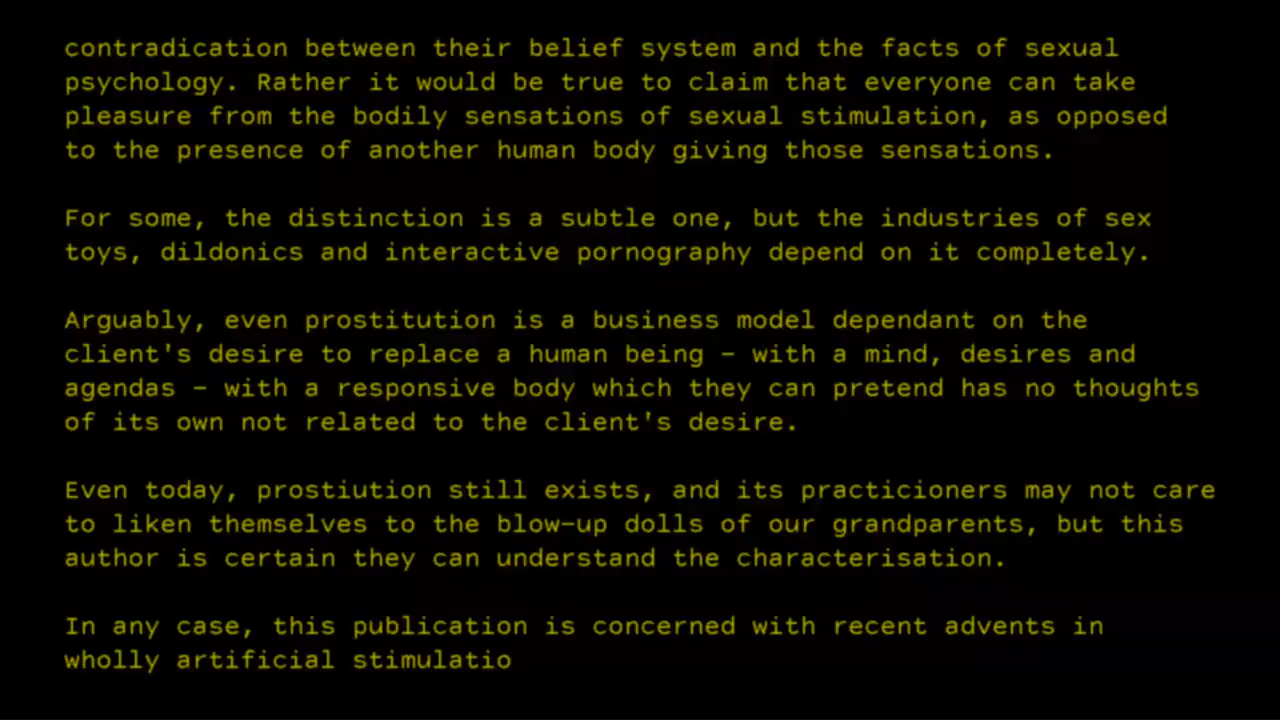 contradication between their belief system and the facts of sexual
psychology. Rather it would be true to claim that everyone can take
pleasure from the bodily sensations of sexual stimulation, as opposed
to the presence of another human body giving those sensations.
For some, the distinction is a subtle one, but the industries of sex
toys, dildonics and interactive pornography depend on it completely.
Arguably, even prostitution is a business model dependant on the
client's desire to replace a human being – with a mind, desires and
agendas – with a responsive body which they can pretend has no thoughts
of its own not related to the client's desire.
Even today, prostiution still exists, and its practicioners may not care
to liken themselves to the blow-up dolls of our grandparents, but this
author is certain they can understand the characterisation.
In any case, this publication is concerned with recent advents in
wholly artificial stimulatio